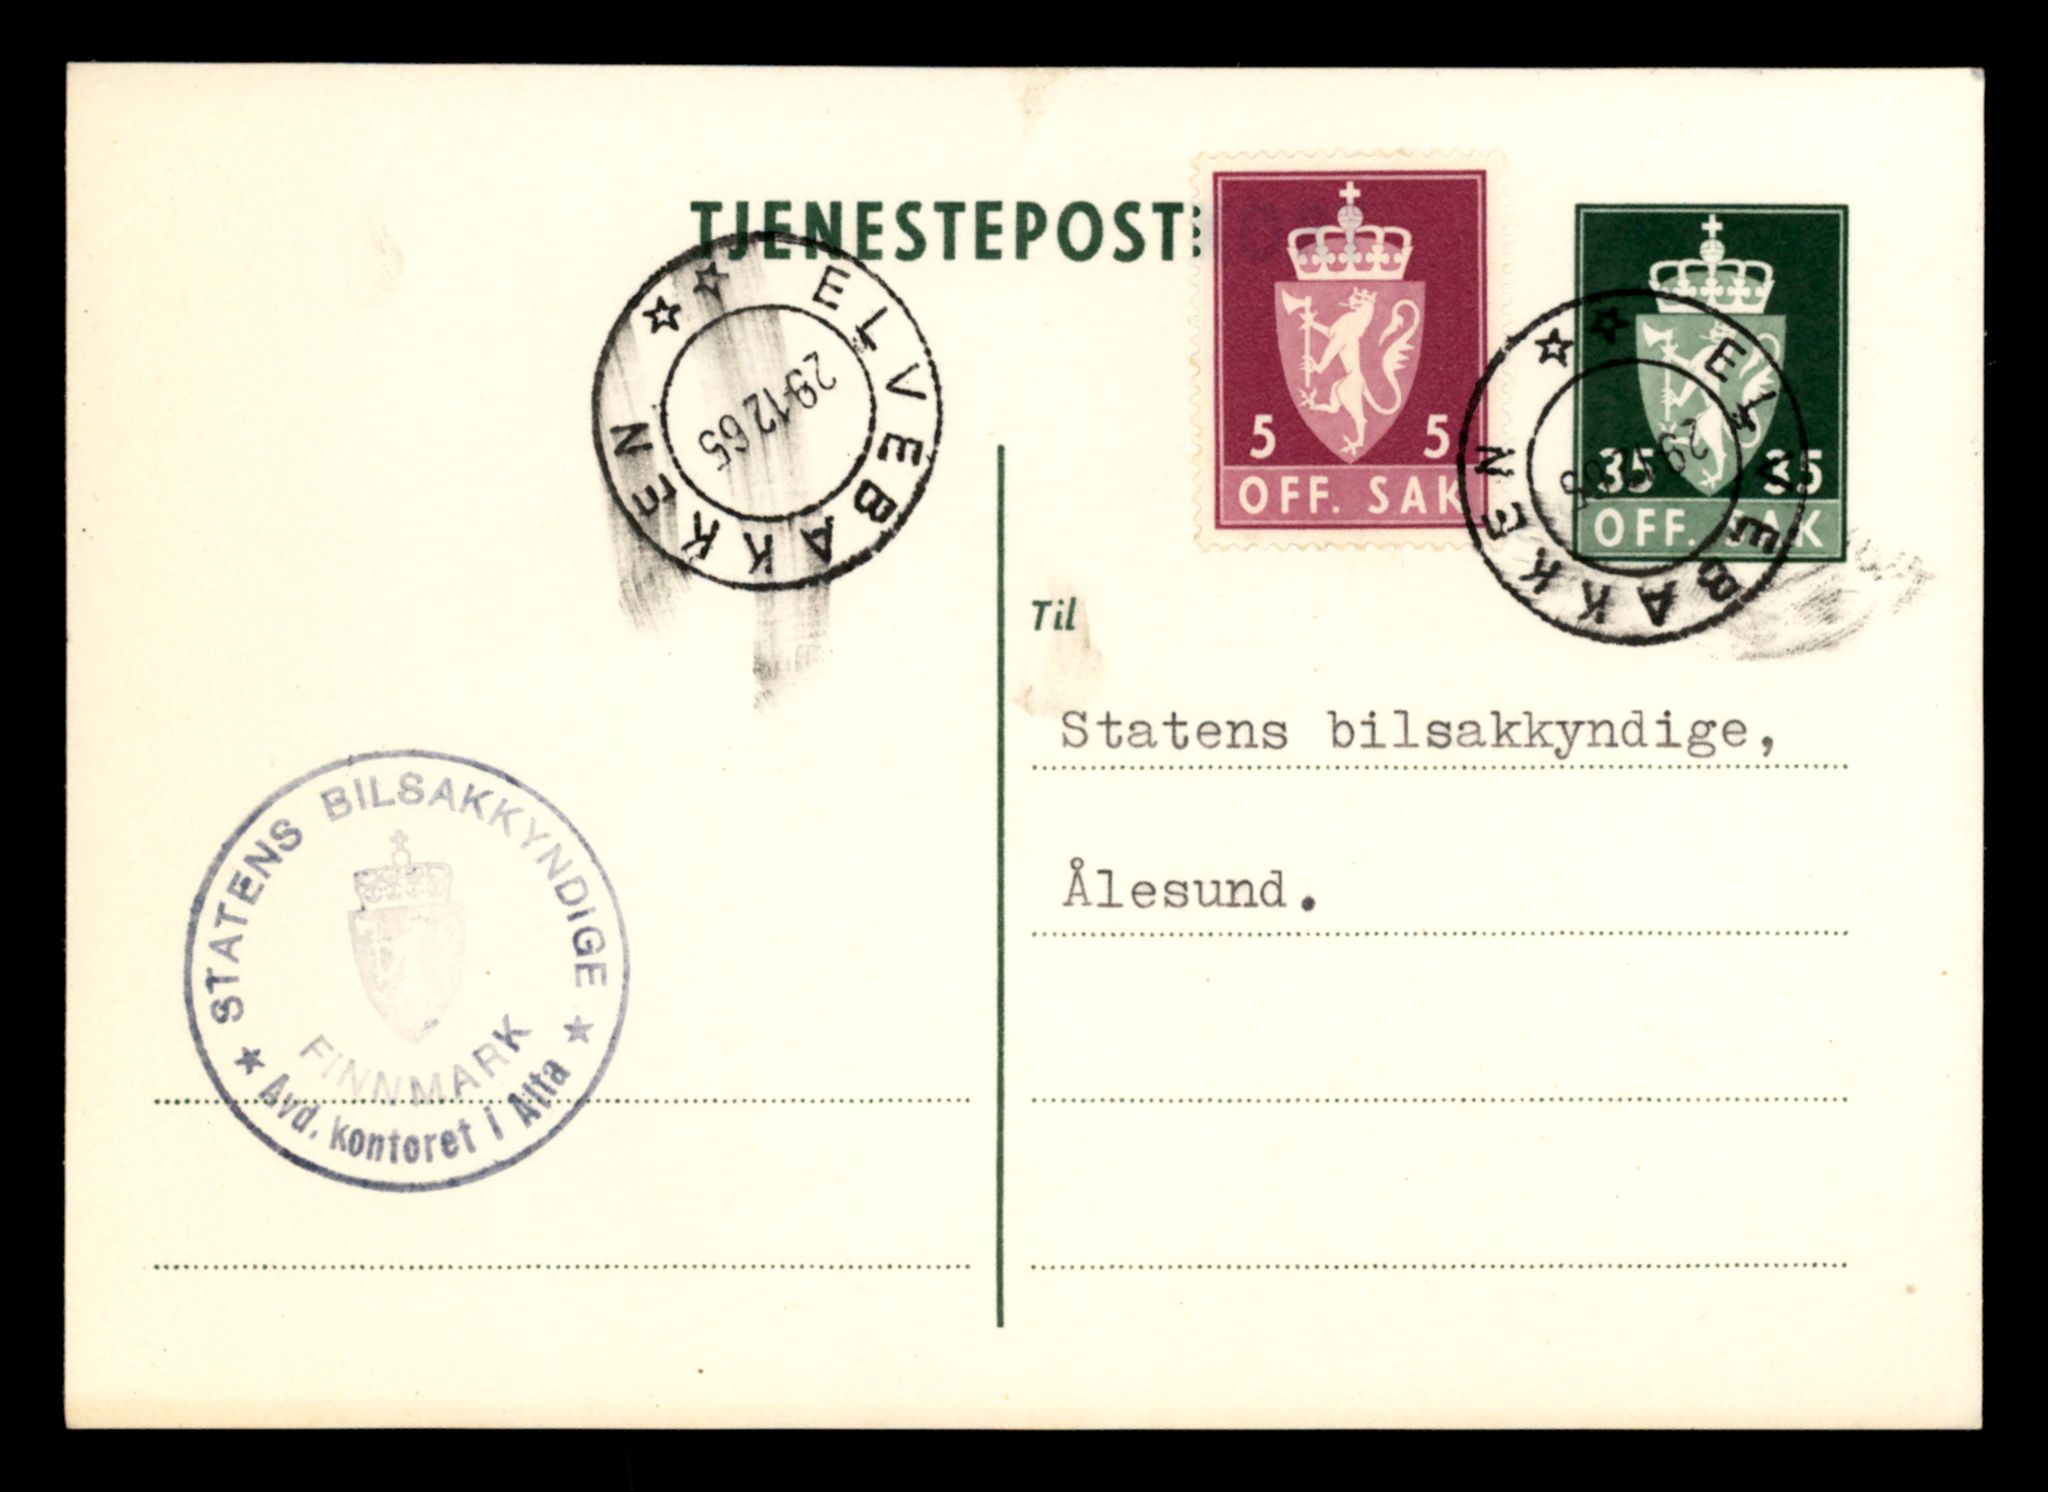 TJENESTEPOST
5 5
OFF. SAK
35 35
OFF. SAK
ELVEBAKKEN
29.12 65
ELVEBAKKEN
Til
Statens bilsakkyndige,
Ålesund.
STATENS BILSAKKYNDIGE
FINNMARK
Avd. kontoret i Alta